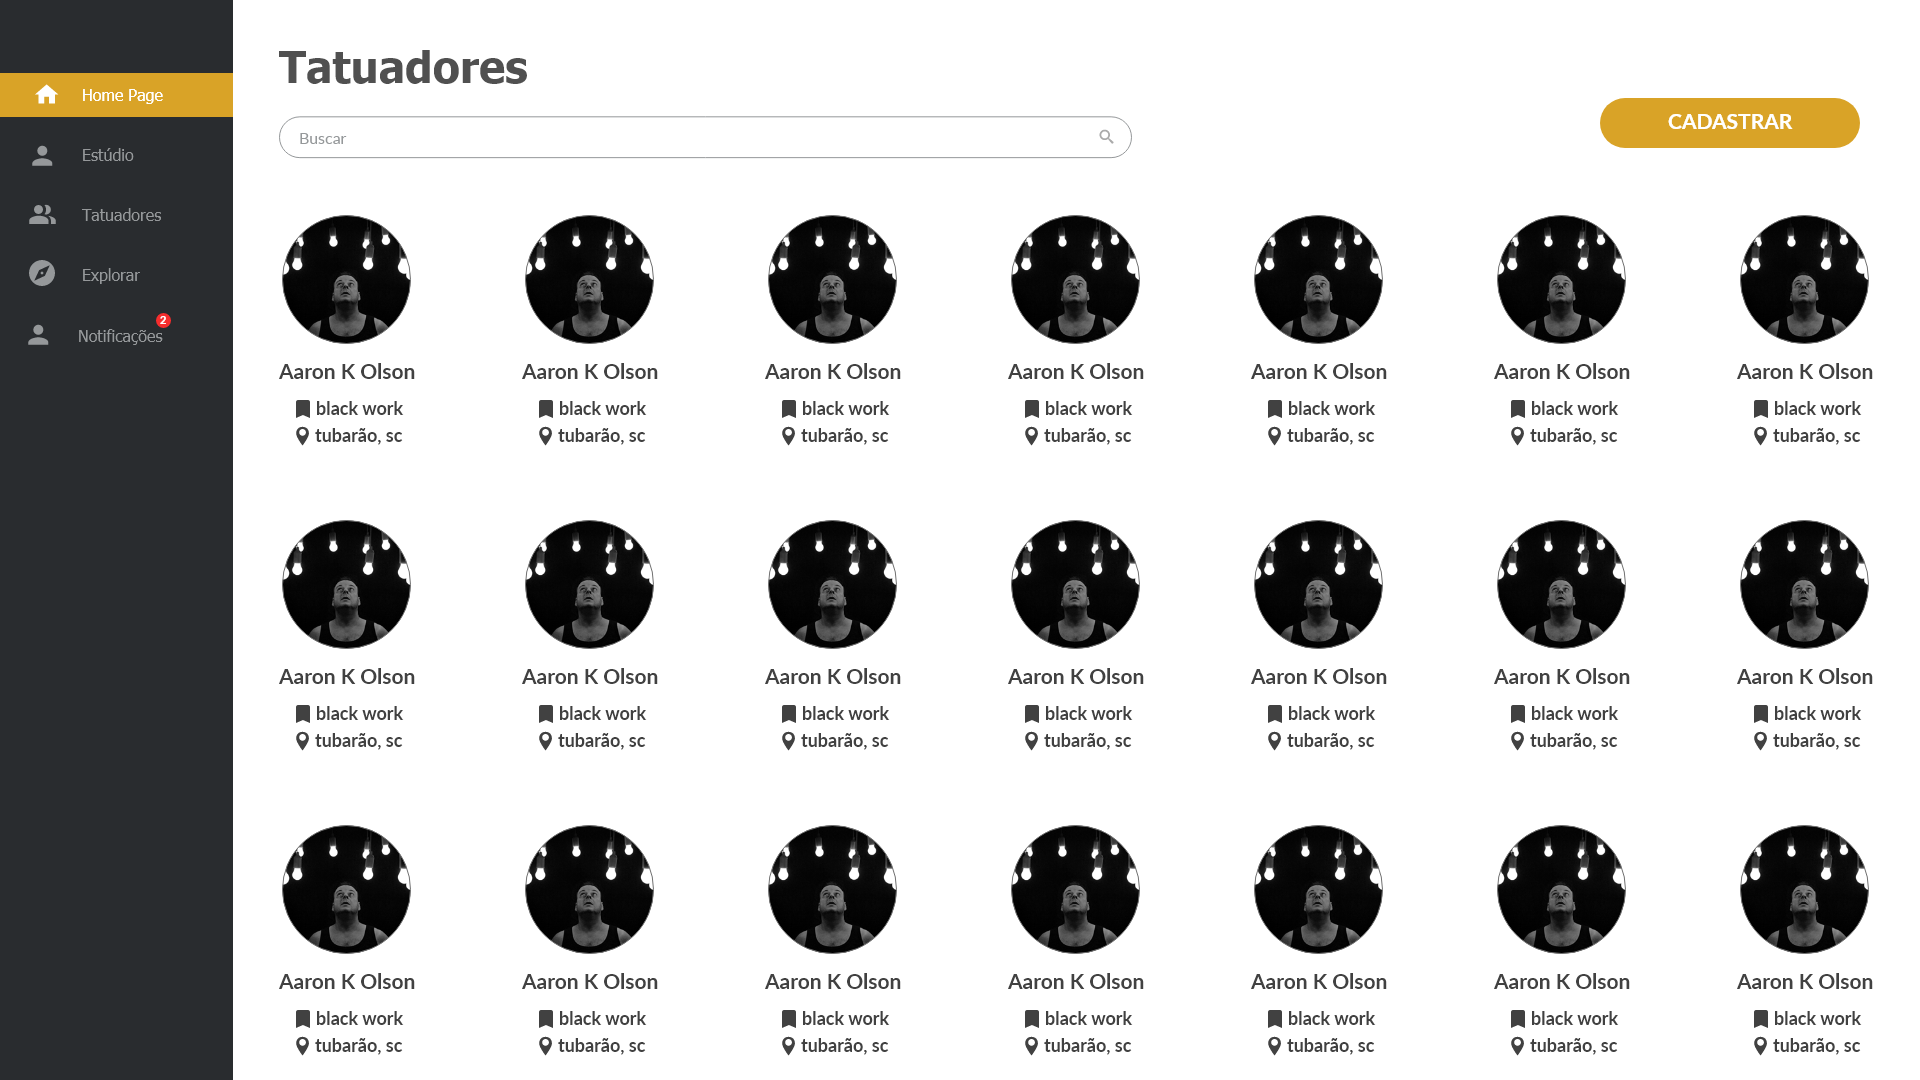 Home Page
Estúdio
Tatuadores
Explorar
Notificações 2
Tatuadores
Buscar
CADASTRAR
Aaron K Olson Aaron K Olson Aaron K Olson Aaron K Olson Aaron K Olson Aaron K Olson Aaron K Olson
black work black work black work black work black work black work black work
tubarão, sc tubarão, sc tubarão, sc tubarão, sc tubarão, sc tubarão, sc tubarão, sc
Aaron K Olson Aaron K Olson Aaron K Olson Aaron K Olson Aaron K Olson Aaron K Olson Aaron K Olson
black work black work black work black work black work black work black work
tubarão, sc tubarão, sc tubarão, sc tubarão, sc tubarão, sc tubarão, sc tubarão, sc
Aaron K Olson Aaron K Olson Aaron K Olson Aaron K Olson Aaron K Olson Aaron K Olson Aaron K Olson
black work black work black work black work black work black work black work
tubarão, sc tubarão, sc tubarão, sc tubarão, sc tubarão, sc tubarão, sc tubarão, sc